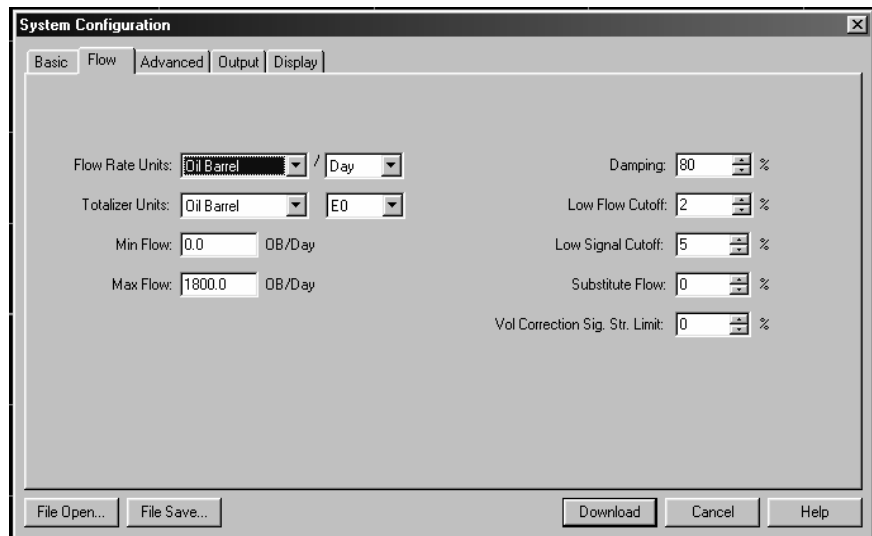 System Configuration
Basic Flow Advanced Output Display
Flow Rate Units: Oil Barrel / Day
Totalizer Units: Oil Barrel E0
Min Flow: 0.0 OB/Day
Max Flow: 1800.0 OB/Day
Damping: 80 %
Low Flow Cutoff: 2 %
Low Signal Cutoff: 5 %
Substitute Flow: 0 %
Vol Correction Sig. Str. Limit: 0 %
File Open... File Save... Download Cancel Help